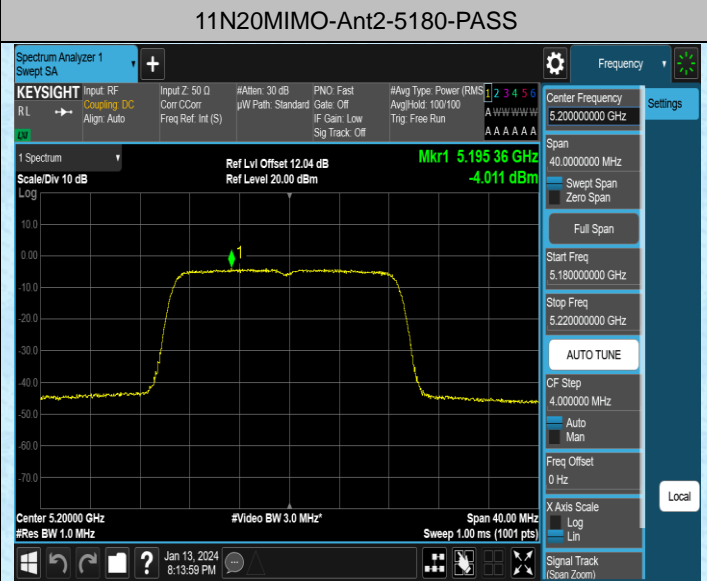 11N20MIMO-Ant2-5180-PASS
Spectrum Analyzer 1
Swept SA
Frequency
KEYSIGHT
RL
Input: RF
Coupling: DC
Align: Auto
Input Z: 50 Ω
Corr CCorr
Freq Ref: Int (S)
#Atten: 30 dB
µW Path: Standard
PNO: Fast
Gate: Off
IF Gain: Low
Sig Track: Off
#Avg Type: Power (RMS
Avg|Hold: 100/100
Trig: Free Run
1 2 3 4 5 6
A W W W W W
A A A A A A
Center Frequency
5.200000000 GHz
Settings
Span
40.0000000 MHz
Swept Span
Zero Span
Full Span
Start Freq
5.180000000 GHz
Stop Freq
5.220000000 GHz
AUTO TUNE
CF Step
4.000000 MHz
Auto
Man
Freq Offset
0 Hz
X Axis Scale
Log
Lin
Signal Track
(Span Zoom)
Local
1 Spectrum
Scale/Div 10 dB
Ref Lvl Offset 12.04 dB
Ref Level 20.00 dBm
Mkr1 5.195 36 GHz
-4.011 dBm
Log
10.0
0.00
1
-10.0
-20.0
-30.0
-40.0
-50.0
-60.0
-70.0
Center 5.20000 GHz
#Video BW 3.0 MHz*
Span 40.00 MHz
#Res BW 1.0 MHz
Sweep 1.00 ms (1001 pts)
?
Jan 13, 2024
8:13:59 PM